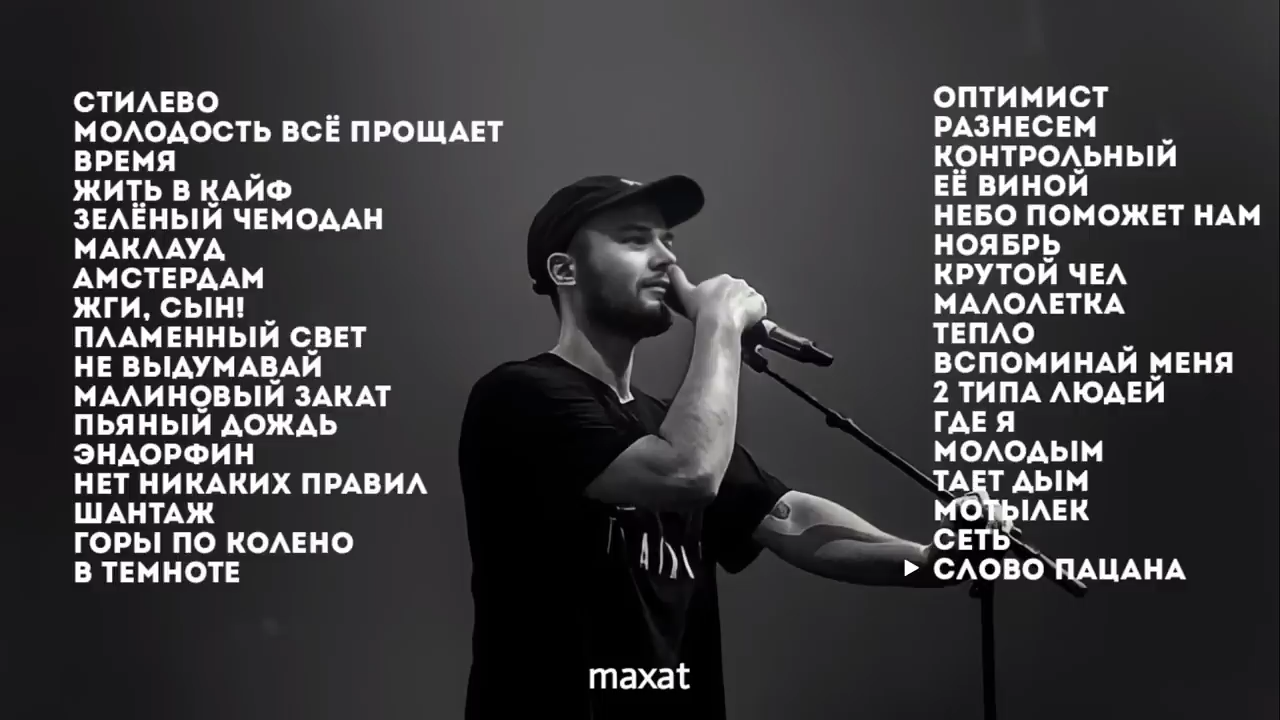 СТИЛЕВО
МОЛОДОСТЬ ВСЁ ПРОЩАЕТ
ВРЕМЯ
ЖИТЬ В КАЙФ
ЗЕЛЁНЫЙ ЧЕМОДАН
МАКЛАУД
АМСТЕРДАМ
ЖГИ, СЫН!
ПЛАМЕННЫЙ СВЕТ
НЕ ВЫДУМАВАЙ
МАЛИНОВЫЙ ЗАКАТ
ПЬЯНЫЙ ДОЖДЬ
ЭНДОРФИН
НЕТ НИКАКИХ ПРАВИЛ
ШАНТАЖ
ГОРЫ ПО КОЛЕНО
В ТЕМНОТЕ
ОПТИМИСТ
РАЗНЕСЕМ
КОНТРОЛЬНЫЙ
ЕЁ ВИНОЙ
НЕБО ПОМОЖЕТ НАМ
НОЯБРЬ
КРУТОЙ ЧЕЛ
МАЛОЛЕТКА
ТЕПЛО
ВСПОМИНАЙ МЕНЯ
2 ТИПА ЛЮДЕЙ
ГДЕ Я
МОЛОДЫМ
ТАЕТ ДЫМ
МОТЫЛЕК
СЕТЬ
СЛОВО ПАЦАНА
maxat